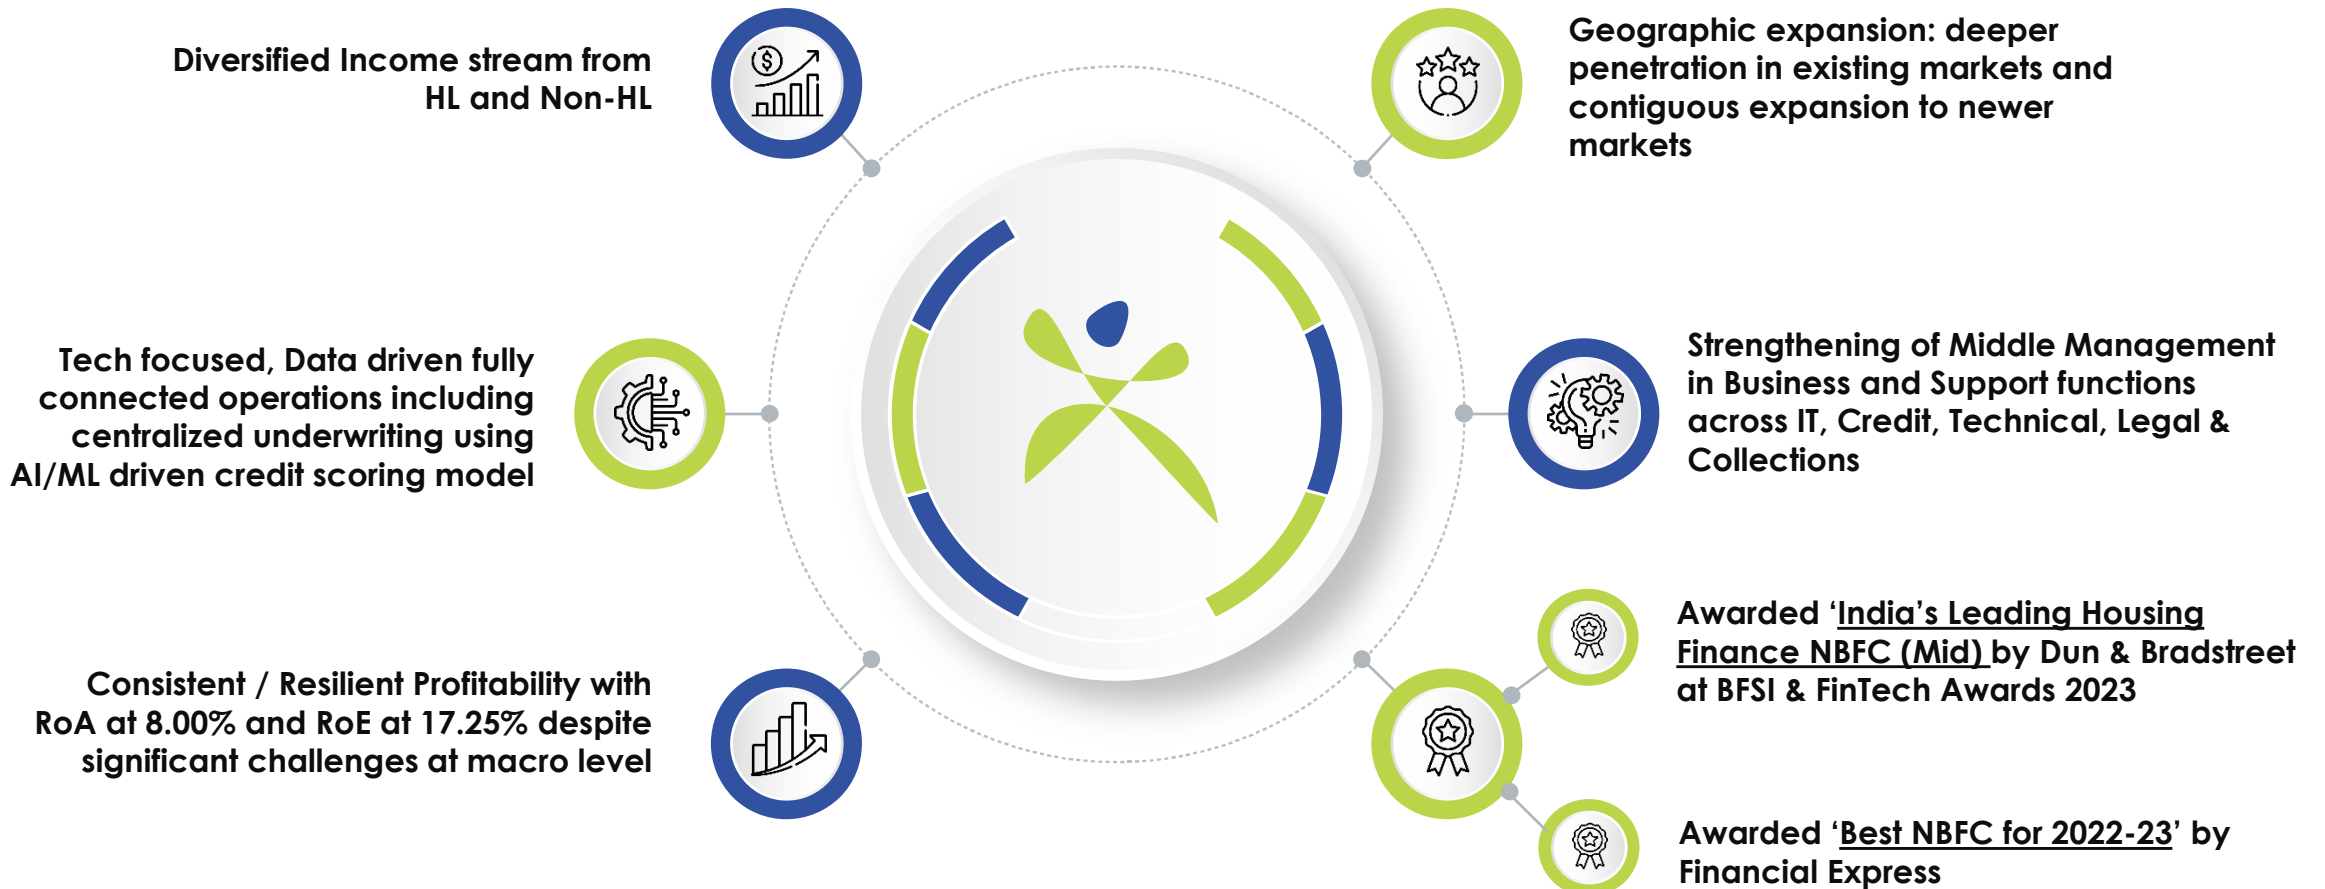 Diversified Income stream from
HL and Non-HL
Geographic expansion: deeper
penetration in existing markets and
contiguous expansion to newer
markets
Tech focused, Data driven fully
connected operations including
centralized underwriting using
AI/ML driven credit scoring model
Strengthening of Middle Management
in Business and Support functions
across IT, Credit, Technical, Legal &
Collections
Consistent / Resilient Profitability with
RoA at 8.00% and RoE at 17.25% despite
significant challenges at macro level
Awarded ‘India’s Leading Housing
Finance NBFC (Mid) by Dun & Bradstreet
at BFSI & FinTech Awards 2023
Awarded ‘Best NBFC for 2022-23’ by
Financial Express